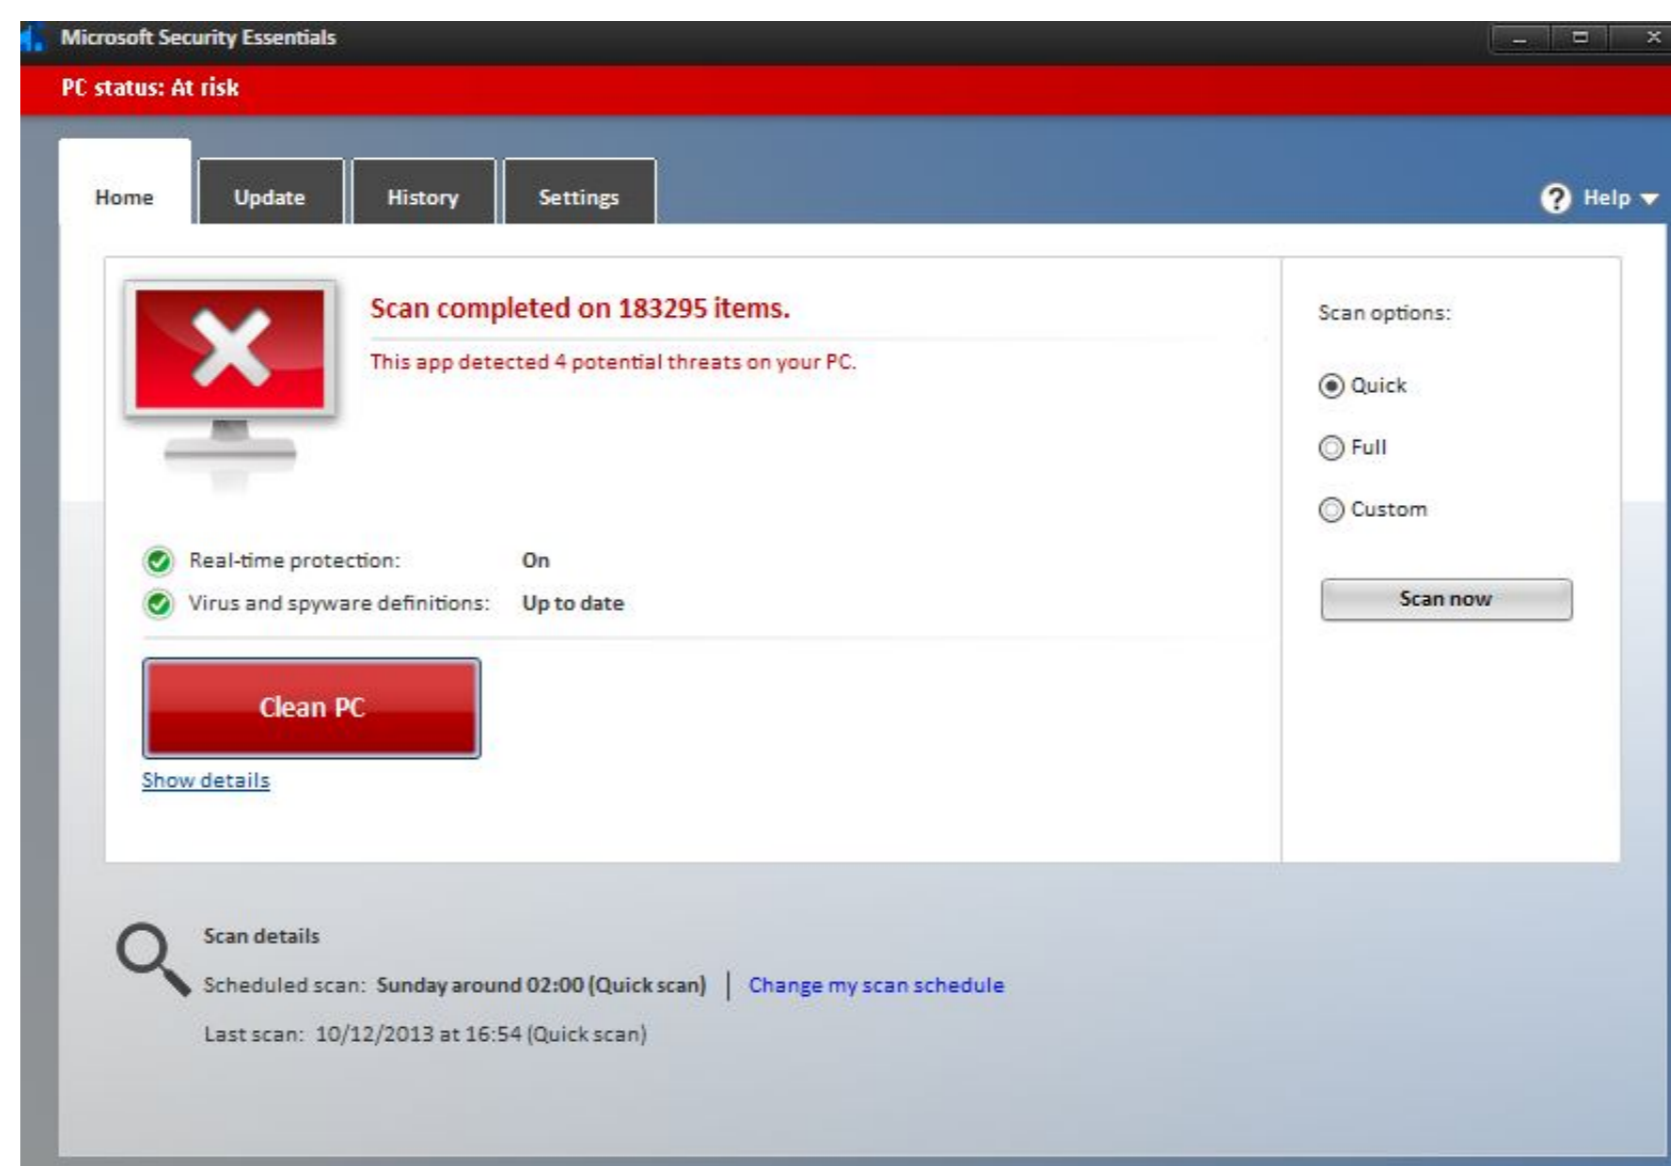 Microsoft Security Essentials
PC status: At risk
Home Update History Settings Help
Scan completed on 183295 items.
This app detected 4 potential threats on your PC.
Scan options:
Quick
Full
Custom
Real-time protection: On
Virus and spyware definitions: Up to date
Scan now
Clean PC
Show details
Scan details
Scheduled scan: Sunday around 02:00 (Quick scan) | Change my scan schedule
Last scan: 10/12/2013 at 16:54 (Quick scan)